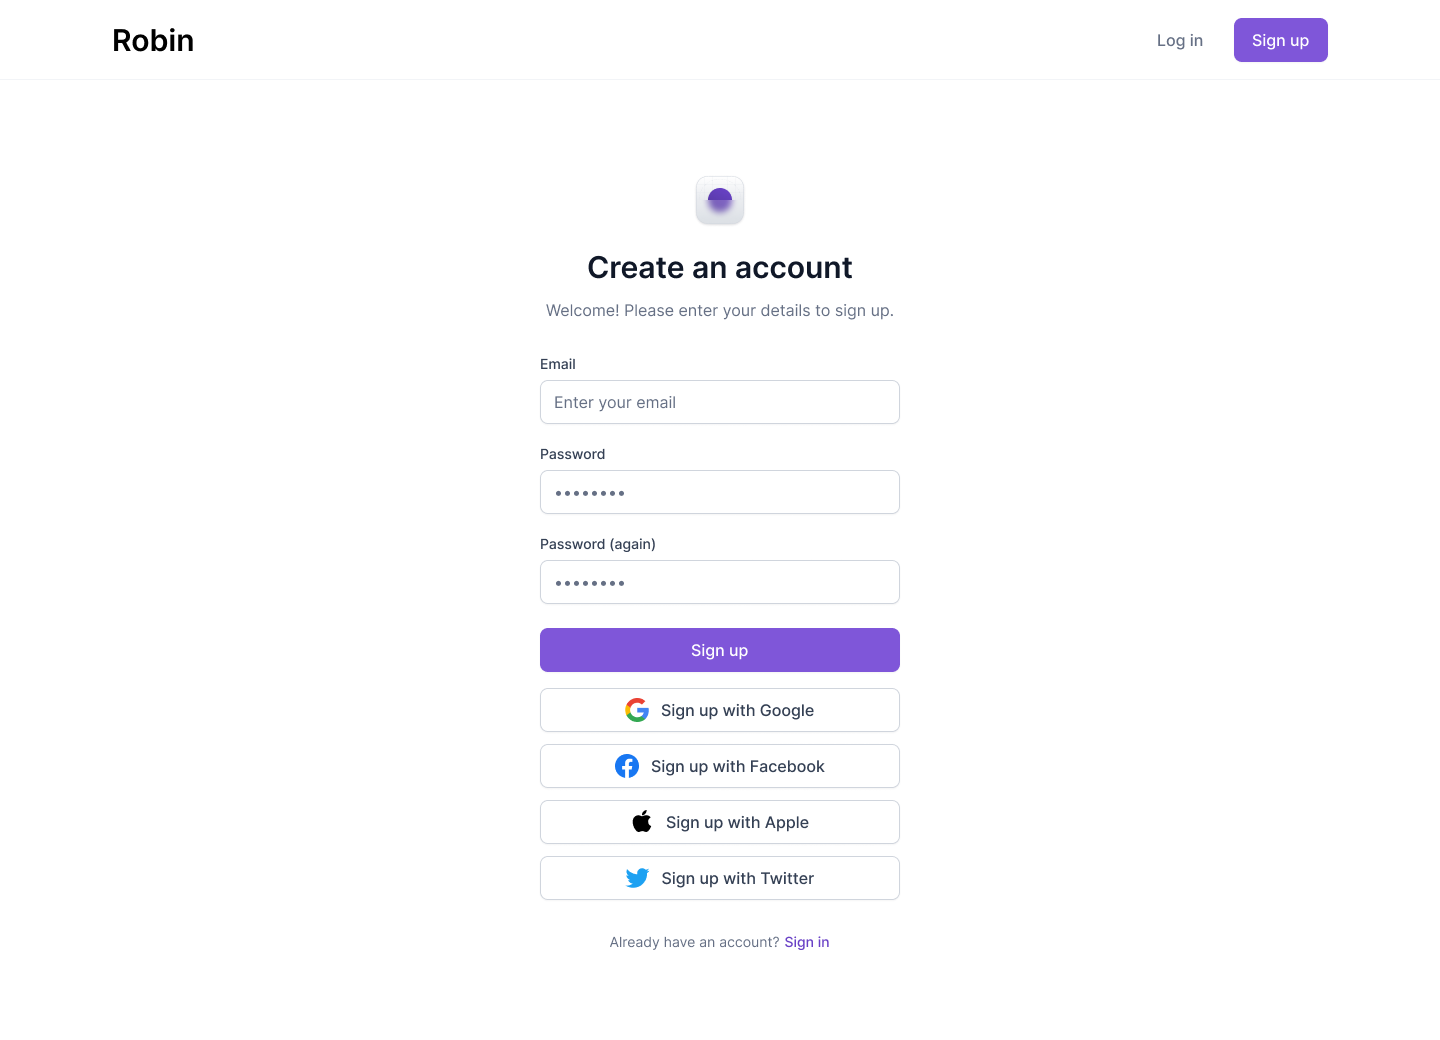 Robin
Log in
Sign up
Create an account
Welcome! Please enter your details to sign up.
Email
Enter your email
Password
••••••••
Password (again)
••••••••
Sign up
Sign up with Google
Sign up with Facebook
Sign up with Apple
Sign up with Twitter
Already have an account? Sign in